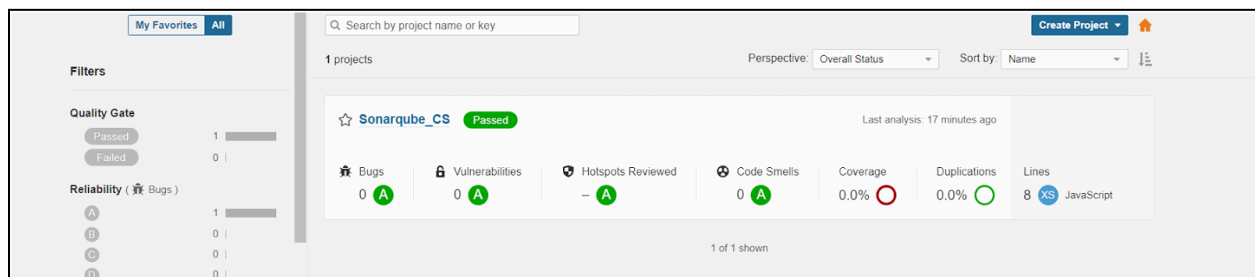 My Favorites All
Search by project name or key
Create Project
1 projects
Perspective: Overall Status
Sort by: Name
Filters
Quality Gate
Passed 1
Failed 0
Reliability ( Bugs )
A 1
B 0
C 0
D 0
Sonarqube_CS Passed
Last analysis: 17 minutes ago
Bugs Vulnerabilities Hotspots Reviewed Code Smells Coverage Duplications Lines
0 A 0 A – A 0 A 0.0% 0.0% 8 XS JavaScript
1 of 1 shown